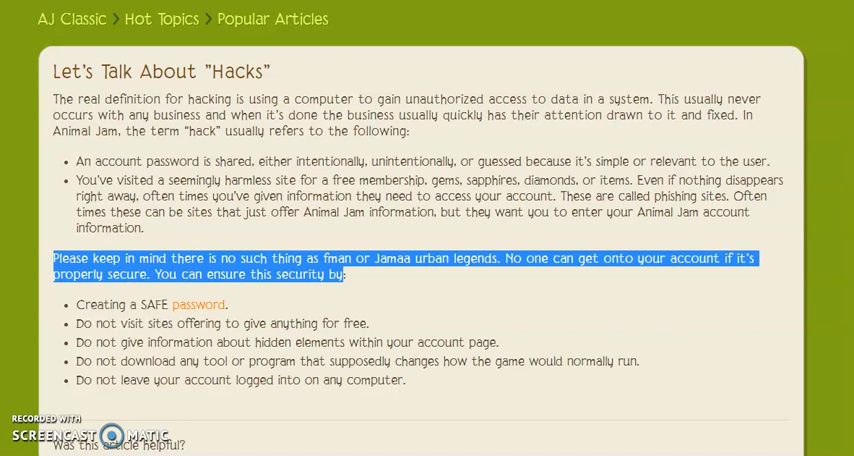 AJ Classic > Hot Topics > Popular Articles
Let's Talk About "Hacks"
The real definition for hacking is using a computer to gain unauthorized access to data in a system. This usually never
occurs with any business and when it's done the business usually quickly has their attention drawn to it and fixed. In
Animal Jam, the term "hack" usually refers to the following:
• An account password is shared, either intentionally, unintentionally, or guessed because it's simple or relevant to the user.
• You've visited a seemingly harmless site for a free membership, gems, sapphires, diamonds, or items. Even if nothing disappears
right away, often times you've given information they need to access your account. These are called phishing sites. Often
times these can be sites that just offer Animal Jam information, but they want you to enter your Animal Jam account
information.
Please keep in mind there is no such thing as fman or Jamaa urban legends. No one can get onto your account if it's
properly secure. You can ensure this security by:
• Creating a SAFE password.
• Do not visit sites offering to give anything for free.
• Do not give information about hidden elements within your account page.
• Do not download any tool or program that supposedly changes how the game would normally run.
• Do not leave your account logged into on any computer.
RECORDED WITH
SCREENCAST MATIC
Was this article helpful?